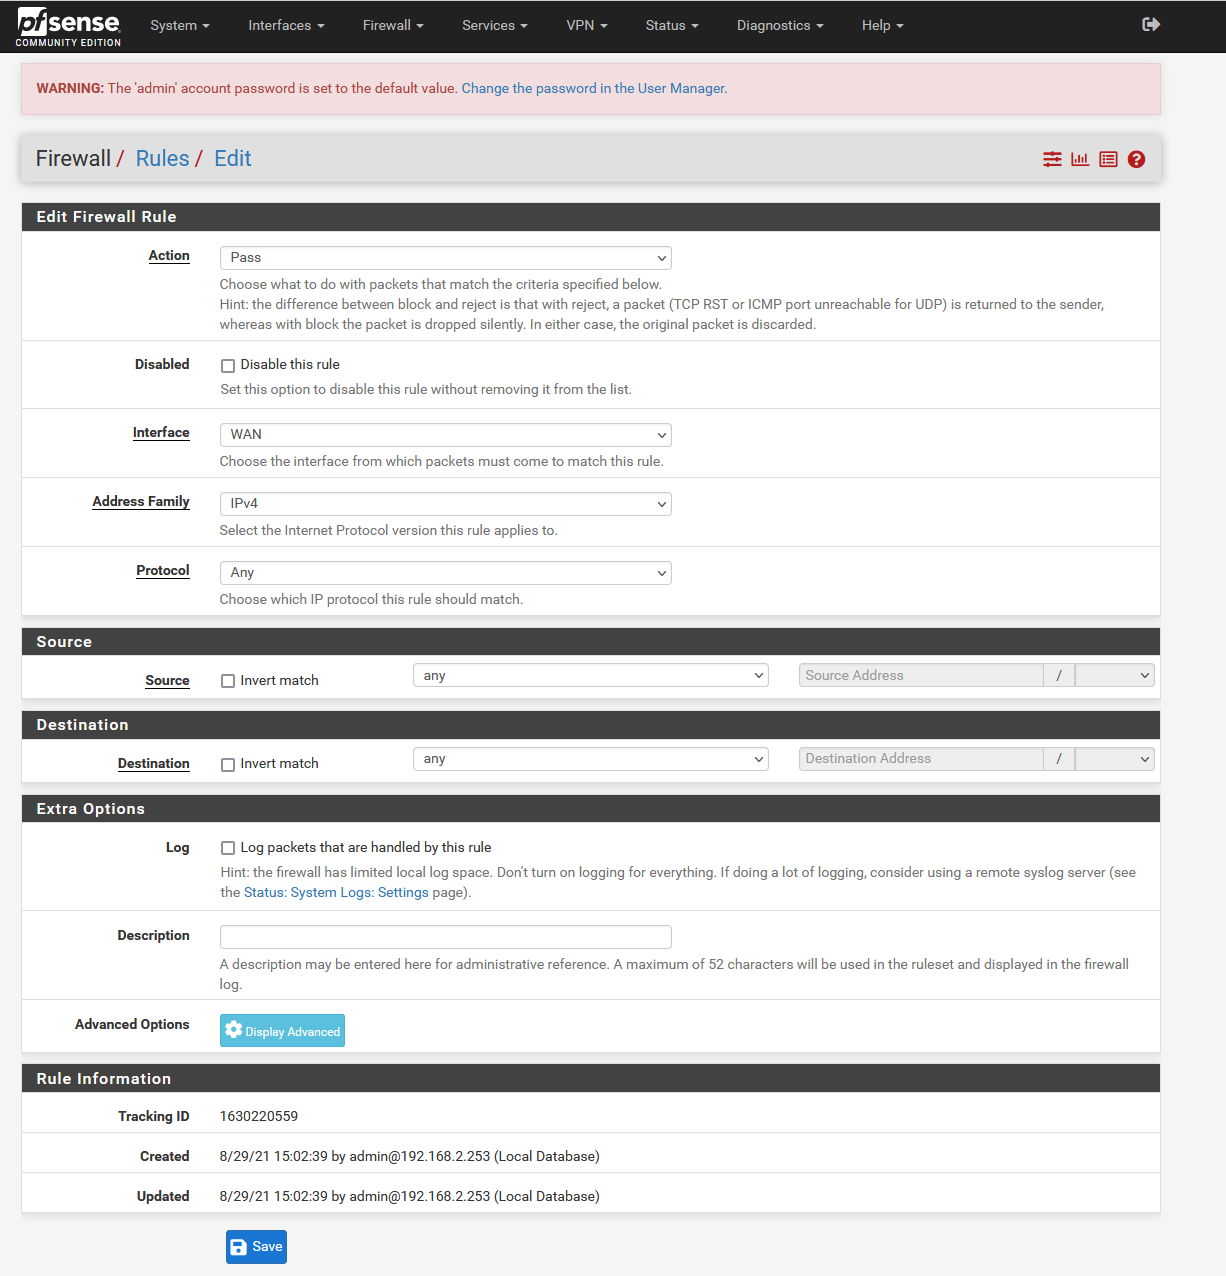 pfsense
COMMUNITY EDITION
System Interfaces Firewall Services VPN Status Diagnostics Help
WARNING: The 'admin' account password is set to the default value. Change the password in the User Manager.
Firewall / Rules / Edit
Edit Firewall Rule
Action
Pass
Choose what to do with packets that match the criteria specified below.
Hint: the difference between block and reject is that with reject, a packet (TCP RST or ICMP port unreachable for UDP) is returned to the sender,
whereas with block the packet is dropped silently. In either case, the original packet is discarded.
Disabled
Disable this rule
Set this option to disable this rule without removing it from the list.
Interface
WAN
Choose the interface from which packets must come to match this rule.
Address Family
IPv4
Select the Internet Protocol version this rule applies to.
Protocol
Any
Choose which IP protocol this rule should match.
Source
Source Invert match any Source Address /
Destination
Destination Invert match any Destination Address /
Extra Options
Log
Log packets that are handled by this rule
Hint: the firewall has limited local log space. Don't turn on logging for everything. If doing a lot of logging, consider using a remote syslog server (see
the Status: System Logs: Settings page).
Description
A description may be entered here for administrative reference. A maximum of 52 characters will be used in the ruleset and displayed in the firewall
log.
Advanced Options
Display Advanced
Rule Information
Tracking ID 1630220559
Created 8/29/21 15:02:39 by admin@192.168.2.253 (Local Database)
Updated 8/29/21 15:02:39 by admin@192.168.2.253 (Local Database)
Save